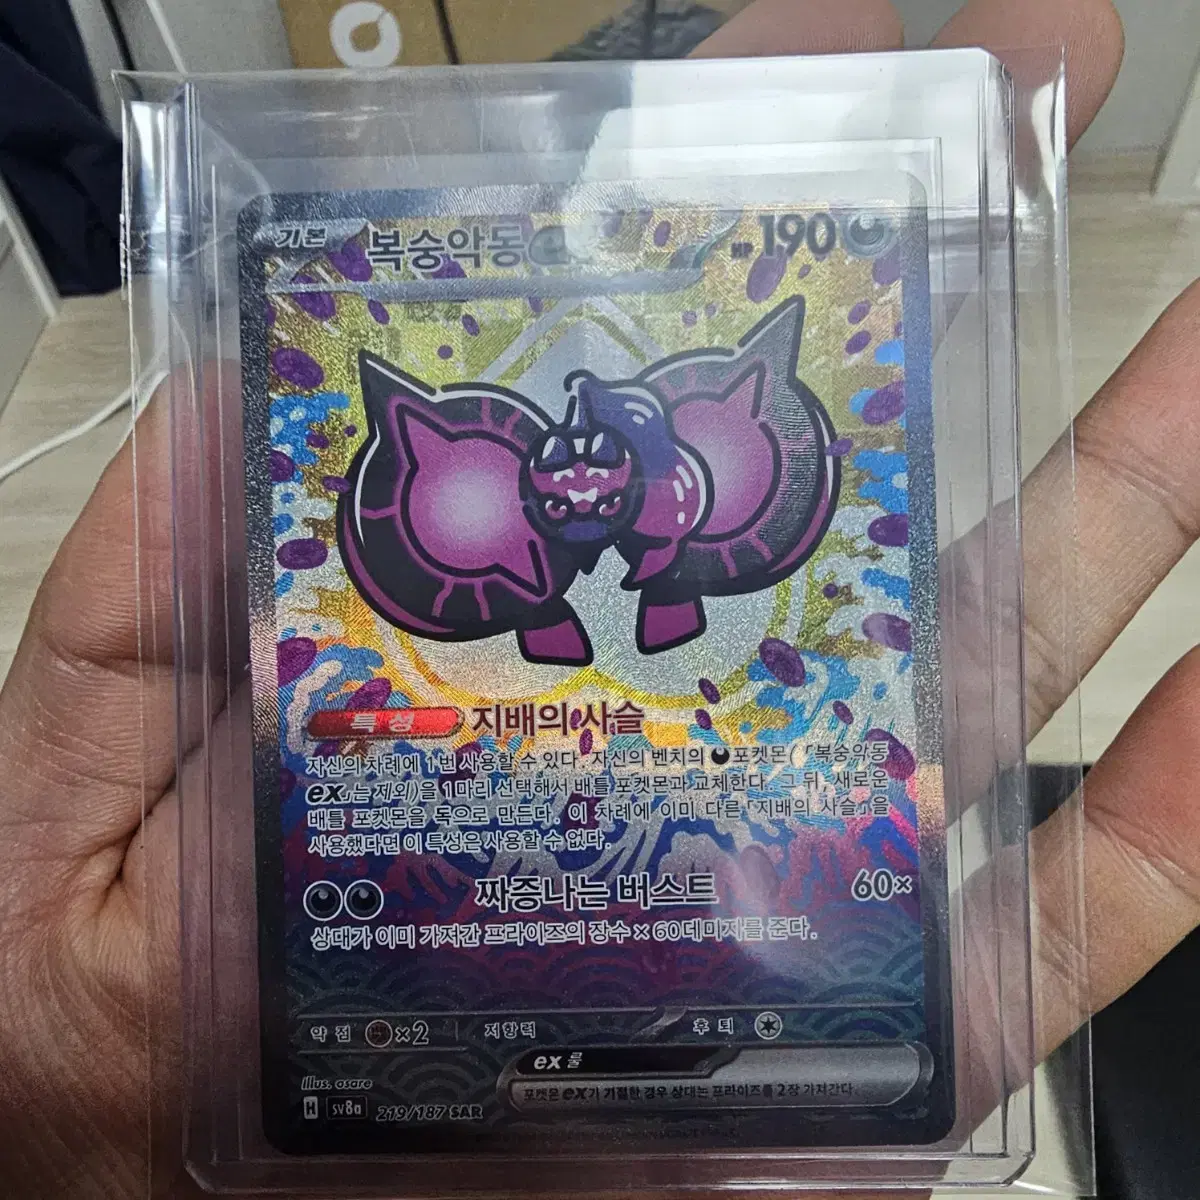 기본 복숭악동 ex HP 190
특성 지배의 사슬
자신의 차례에 1번 사용할 수 있다. 자신의 벤치의 포켓몬(「복숭악동
ex」는 제외)을 1마리 선택해서 배틀 포켓몬과 교체한다. 그 뒤, 새로운
배틀 포켓몬을 독으로 만든다. 이 차례에 이미 다른 「지배의 사슬」을
사용했다면 이 특성은 사용할 수 없다.
짜증나는 버스트 60×
상대가 이미 가져간 프라이즈의 장수×60데미지를 준다.
약점 ×2 저항력 후퇴
ex 룰
포켓몬 ex가 기절한 경우 상대는 프라이즈를 2장 가져간다.
Illus. osare
H sv8a 219/187 SAR